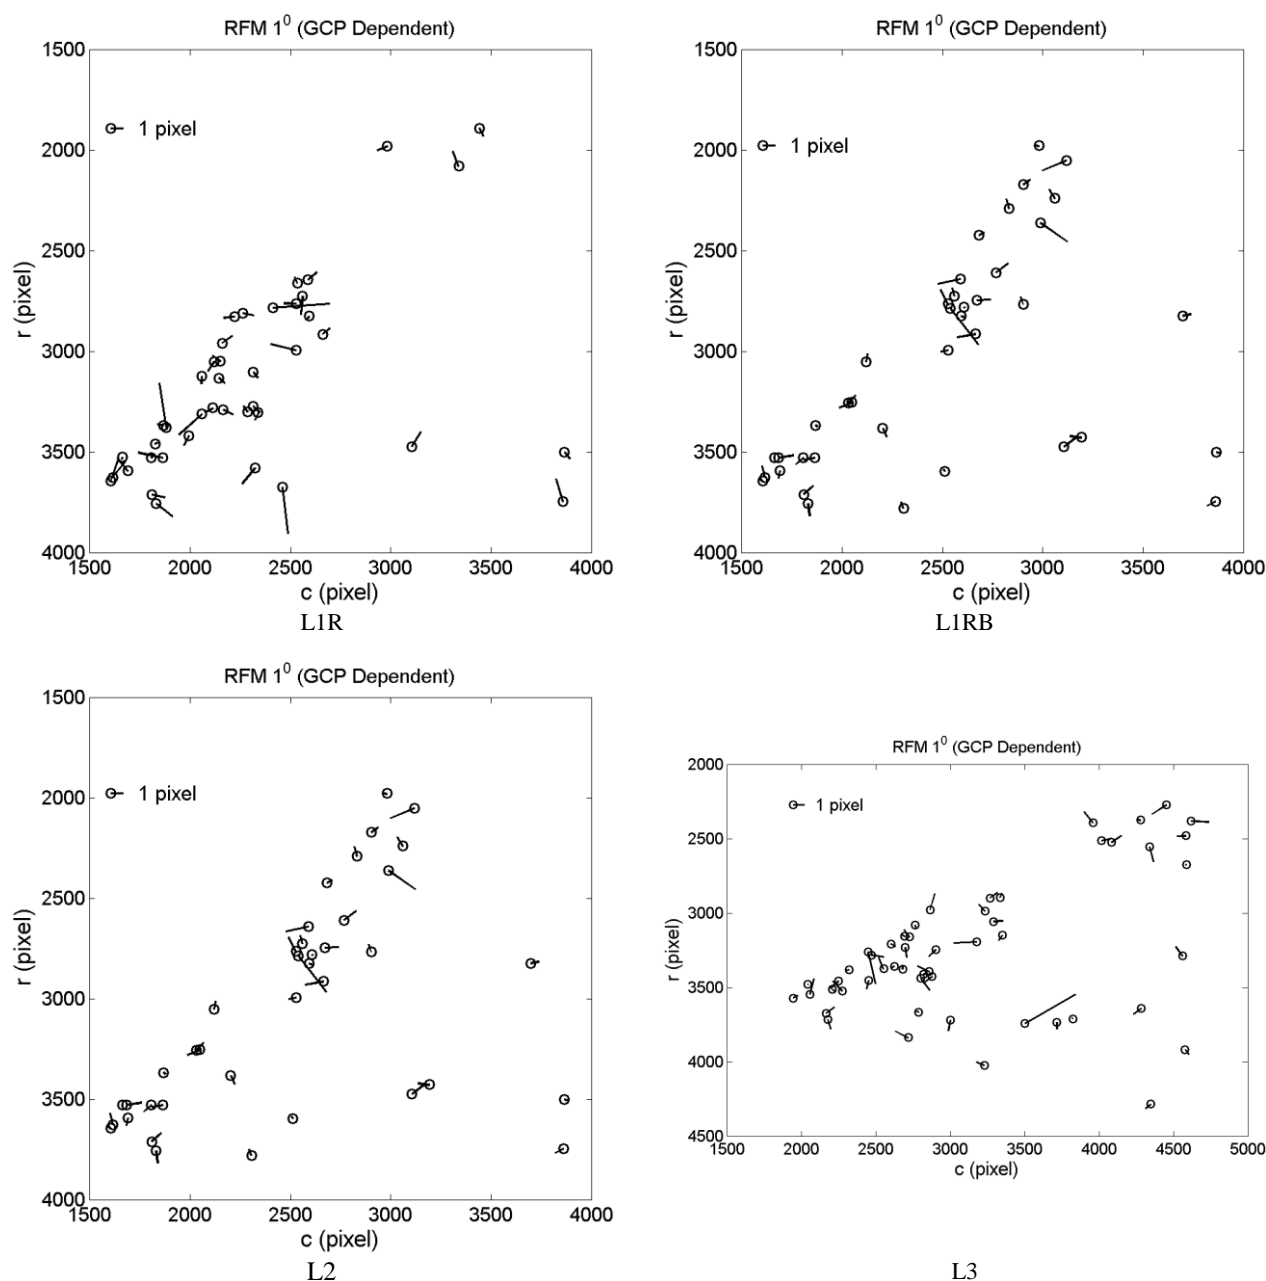 RFM 1⁰ (GCP Dependent)
1500
2000
2500
3000
3500
4000
r (pixel)
1 pixel
1500 2000 2500 3000 3500 4000
c (pixel)
L1R
RFM 1⁰ (GCP Dependent)
1500
2000
2500
3000
3500
4000
r (pixel)
1 pixel
1500 2000 2500 3000 3500 4000
c (pixel)
L1RB
RFM 1⁰ (GCP Dependent)
1500
2000
2500
3000
3500
4000
r (pixel)
1 pixel
1500 2000 2500 3000 3500 4000
c (pixel)
L2
RFM 1⁰ (GCP Dependent)
2000
2500
3000
3500
4000
4500
r (pixel)
1 pixel
1500 2000 2500 3000 3500 4000 4500 5000
c (pixel)
L3